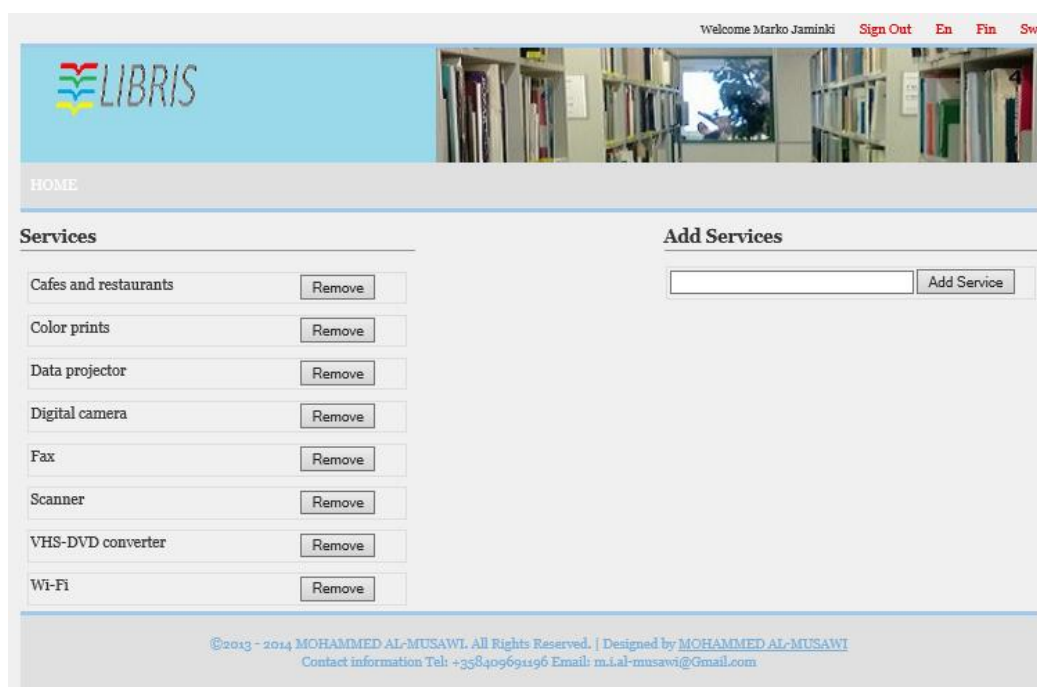 Welcome Marko Jaminki Sign Out En Fin Sw
LIBRIS
HOME
Services
Add Services
Add Service
Cafes and restaurants Remove
Color prints Remove
Data projector Remove
Digital camera Remove
Fax Remove
Scanner Remove
VHS-DVD converter Remove
Wi-Fi Remove
©2013 - 2014 MOHAMMED AL-MUSAWI. All Rights Reserved. | Designed by MOHAMMED AL-MUSAWI
Contact information Tel: +358409691196 Email: m.i.al-musawi@Gmail.com